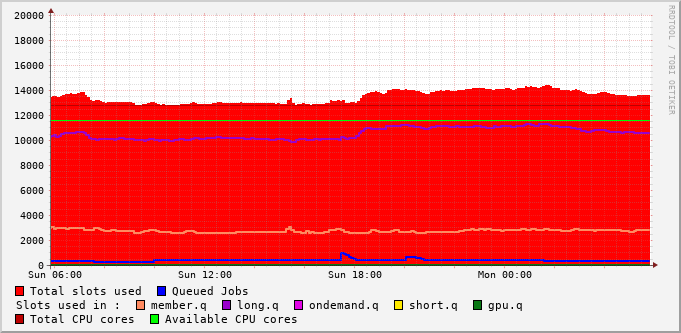 20000
18000
16000
14000
12000
10000
8000
6000
4000
2000
0
Sun 06:00 Sun 12:00 Sun 18:00 Mon 00:00
Total slots used Queued Jobs
Slots used in : member.q long.q ondemand.q short.q gpu.q
Total CPU cores Available CPU cores
RRDTOOL / TOBI OETIKER